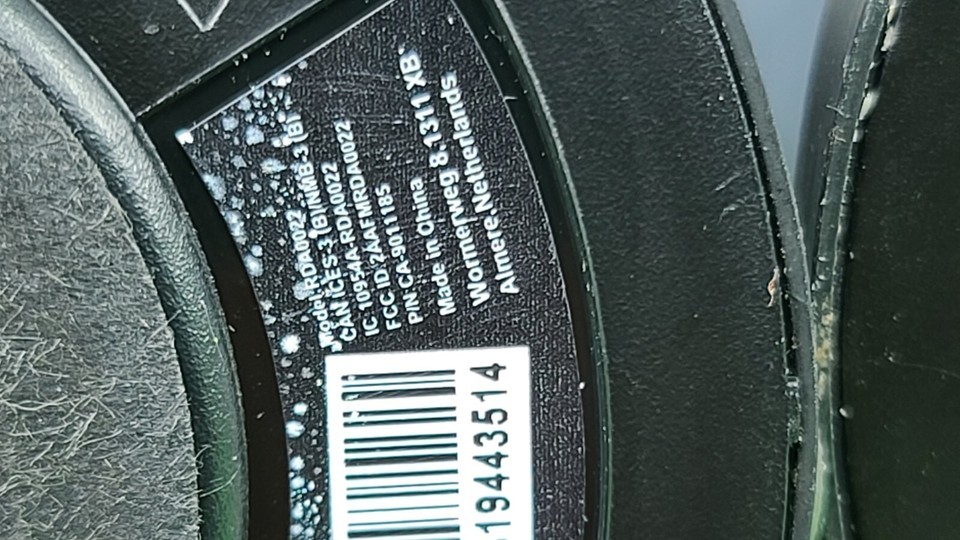 Model RDA0022
CAN ICES-3 (B)/NMB-3 (B)
IC 10954A-RDA0022
FCC ID 2AAFMRDA0022
PIN CA-9011185
Made in China
Wormerweg 8.1311 XB
Almere.Netherlands
19443514